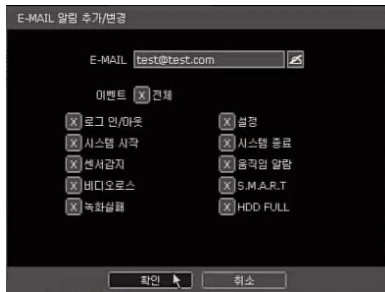 E-MAIL 알림 추가/변경
E-MAIL test@test.com
이벤트 X 전체
X 로그 인/아웃 X 설정
X 시스템 시작 X 시스템 종료
X 센서감지 X 움직임 알람
X 비디오로스 X S.M.A.R.T
X 녹화실패 X HDD FULL
확인 취소